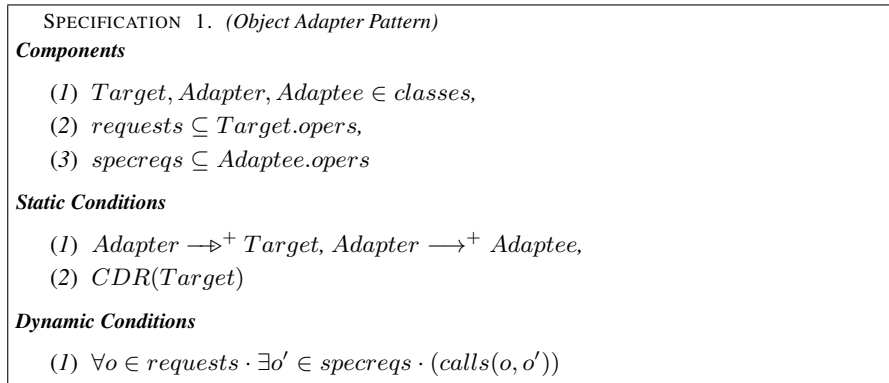 SPECIFICATION 1. (Object Adapter Pattern)
Components
(1) Target, Adapter, Adaptee ∈ classes,
(2) requests ⊆ Target.opers,
(3) specreqs ⊆ Adaptee.opers
Static Conditions
(1) Adapter —▷⁺ Target, Adapter ⟶⁺ Adaptee,
(2) CDR(Target)
Dynamic Conditions
(1) ∀o ∈ requests · ∃o′ ∈ specreqs · (calls(o, o′))